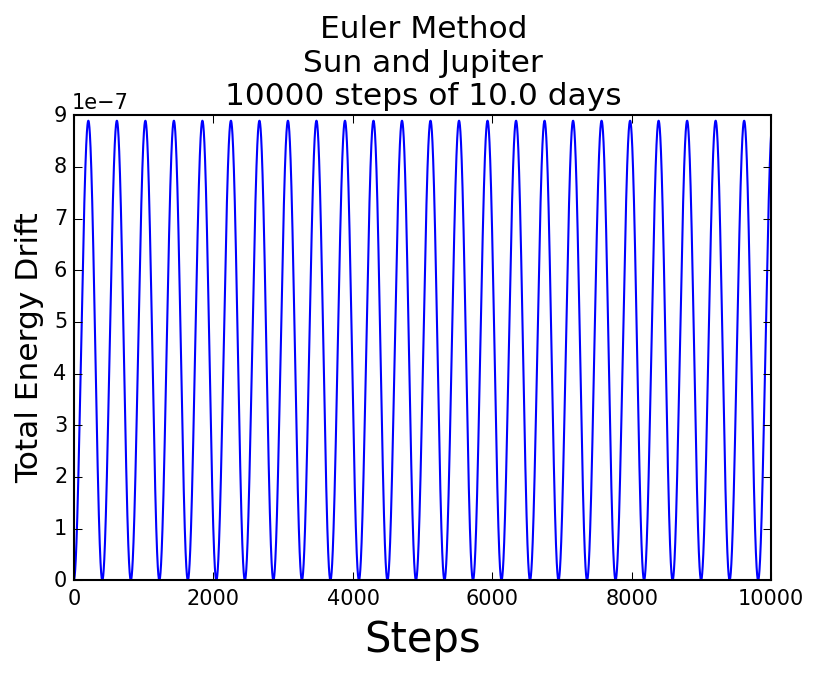 Euler Method
Sun and Jupiter
10000 steps of 10.0 days
1e−7
9
8
7
6
5
4
3
2
1
0
Total Energy Drift
0 2000 4000 6000 8000 10000
Steps